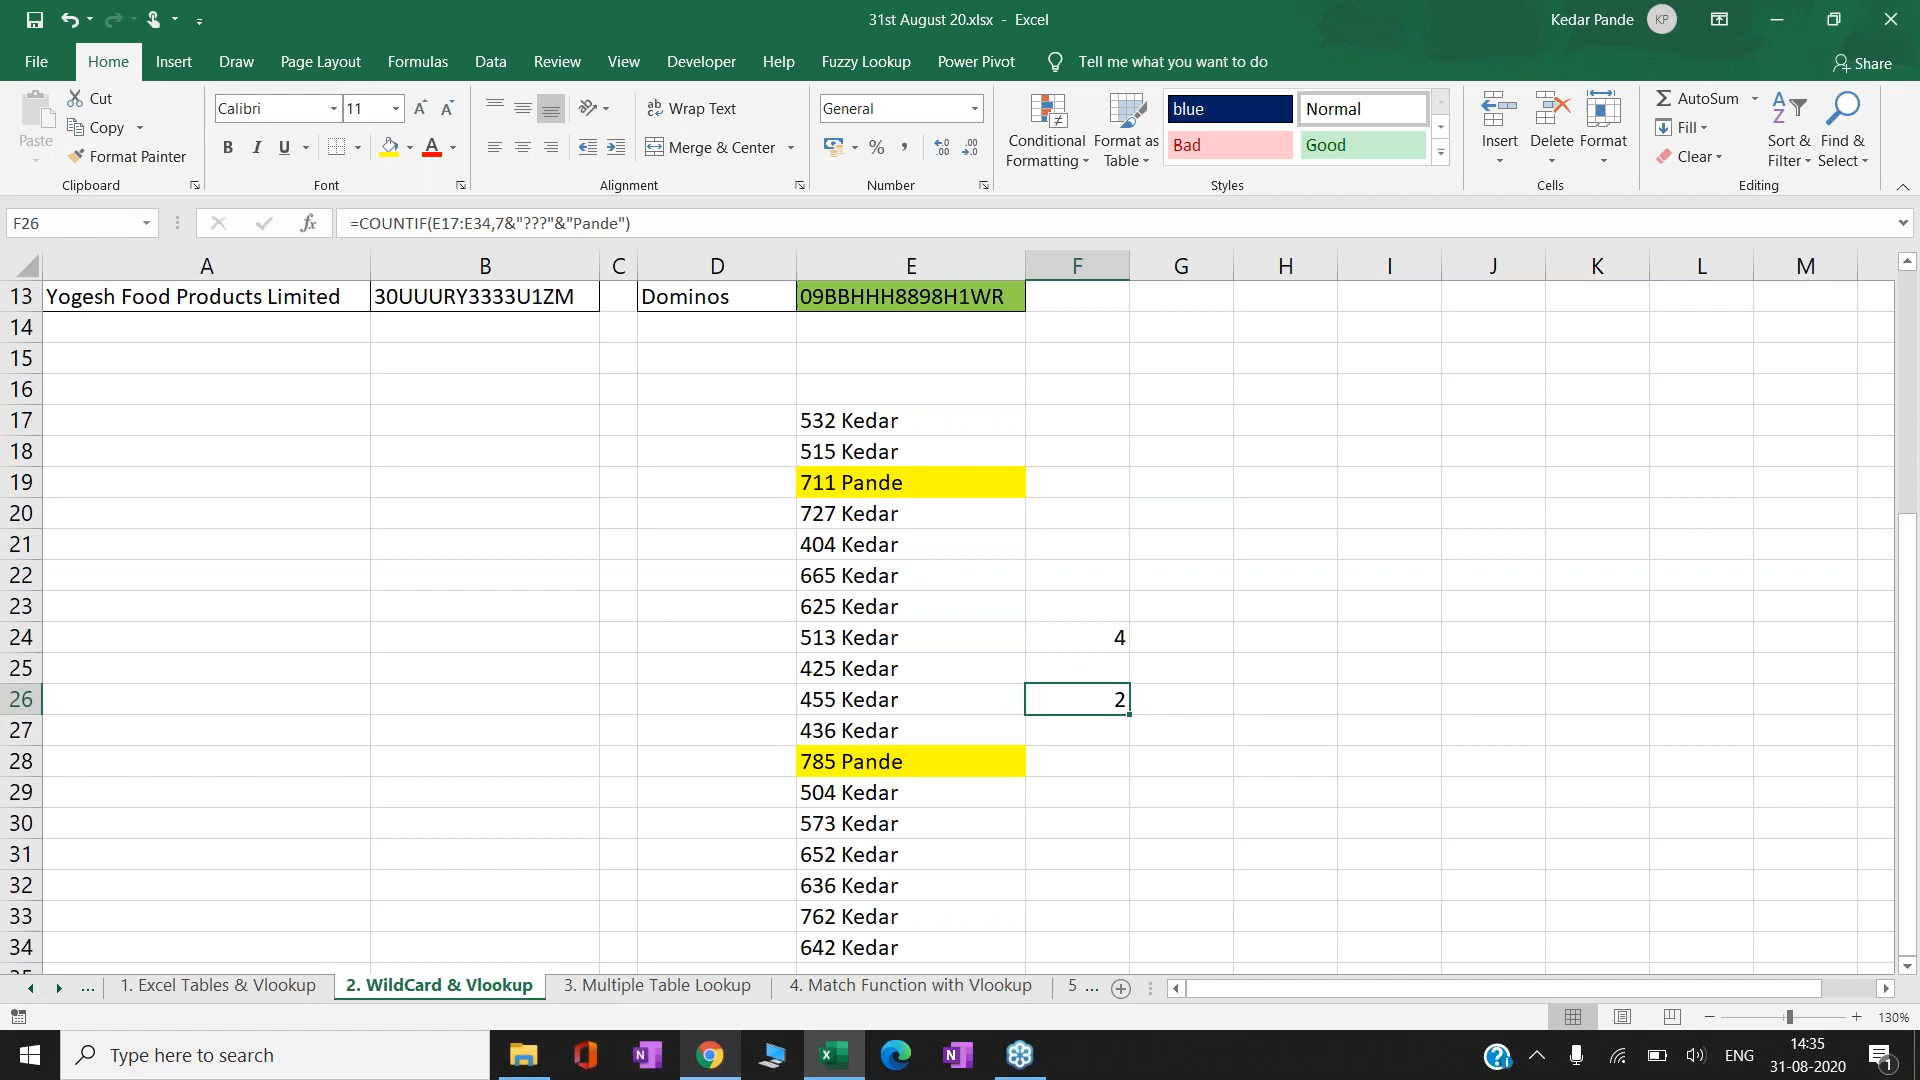 31st August 20.xlsx - Excel
Kedar Pande KP
File Home Insert Draw Page Layout Formulas Data Review View Developer Help Fuzzy Lookup Power Pivot Tell me what you want to do Share
Paste
Cut
Copy
Format Painter
Clipboard
Calibri 11
B I U
Font
Wrap Text
Merge & Center
Alignment
General
Number
Conditional Formatting
Format as Table
blue Normal
Bad Good
Styles
Insert Delete Format
Cells
AutoSum
Fill
Clear
Sort & Filter
Find & Select
Editing
F26 fx =COUNTIF(E17:E34,7&"???"&"Pande")
A B C D E F G H I J K L M
13 Yogesh Food Products Limited 30UUURY3333U1ZM Dominos 09BBHHH8898H1WR
14
15
16
17 532 Kedar
18 515 Kedar
19 711 Pande
20 727 Kedar
21 404 Kedar
22 665 Kedar
23 625 Kedar
24 513 Kedar 4
25 425 Kedar
26 455 Kedar 2
27 436 Kedar
28 785 Pande
29 504 Kedar
30 573 Kedar
31 652 Kedar
32 636 Kedar
33 762 Kedar
34 642 Kedar
... 1. Excel Tables & Vlookup 2. WildCard & Vlookup 3. Multiple Table Lookup 4. Match Function with Vlookup 5 ...
130%
Type here to search
ENG
14:35
31-08-2020
1